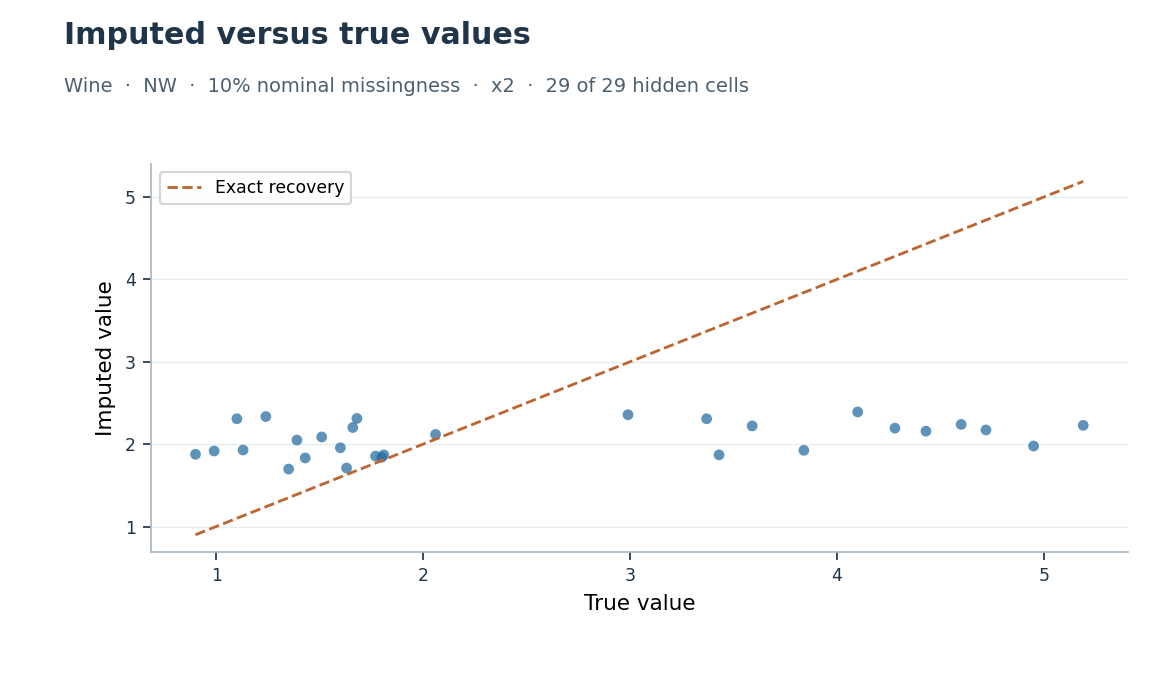 Imputed versus true values
Wine · NW · 10% nominal missingness · x2 · 29 of 29 hidden cells
Exact recovery
5
4
3
2
1
Imputed value
1 2 3 4 5
True value